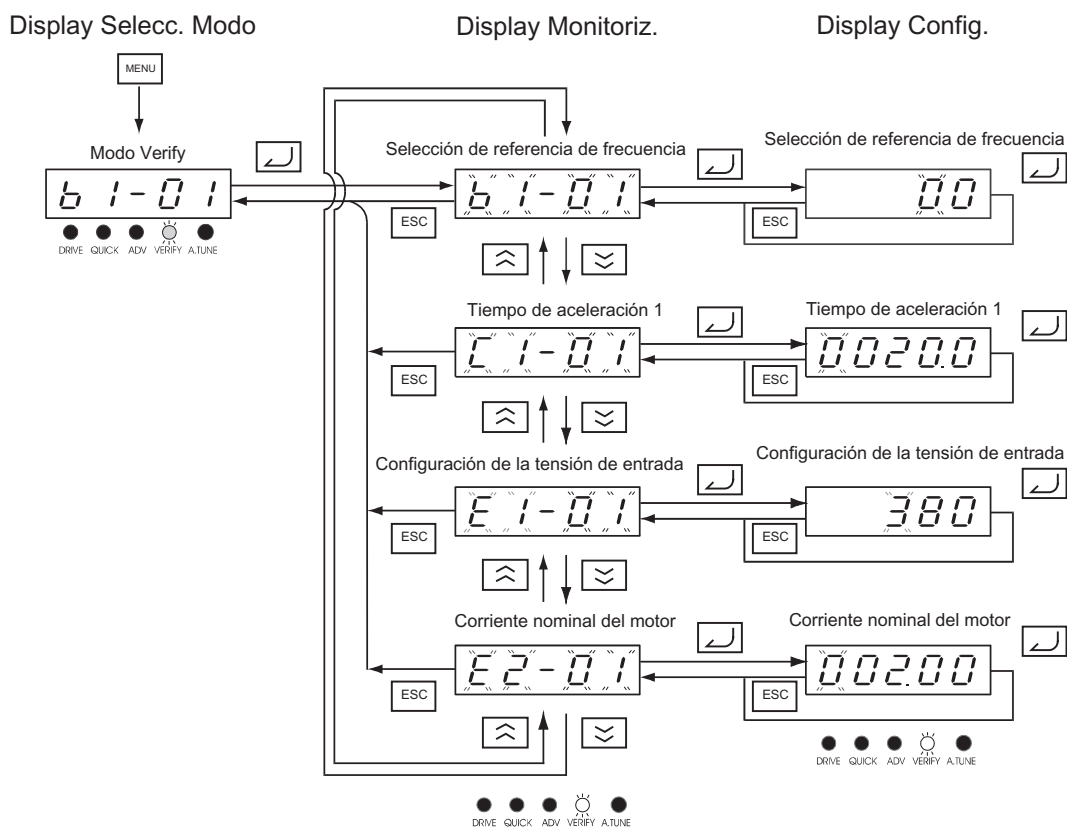 Display Selecc. Modo
Display Monitoriz.
Display Config.
MENU
Modo Verify
b1-01
DRIVE QUICK ADV VERIFY A.TUNE
Selección de referencia de frecuencia
b1-01
ESC
Selección de referencia de frecuencia
00
ESC
Tiempo de aceleración 1
C1-01
ESC
Tiempo de aceleración 1
0020.0
ESC
Configuración de la tensión de entrada
E1-01
ESC
Configuración de la tensión de entrada
380
ESC
Corriente nominal del motor
E2-01
ESC
Corriente nominal del motor
002.00
ESC
DRIVE QUICK ADV VERIFY A.TUNE
DRIVE QUICK ADV VERIFY A.TUNE